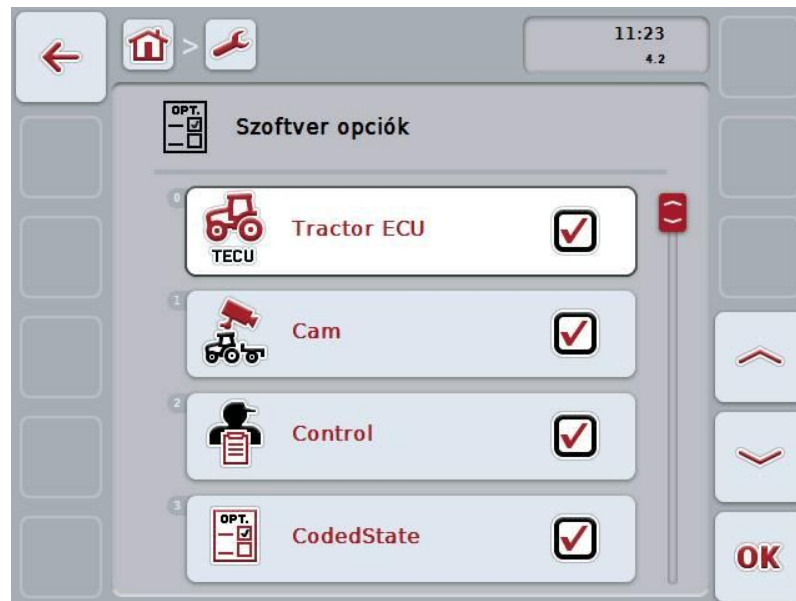 11:23
4.2
OPT.
Szoftver opciók
0
Tractor ECU
TECU
1
Cam
2
Control
3
OPT.
CodedState
OK